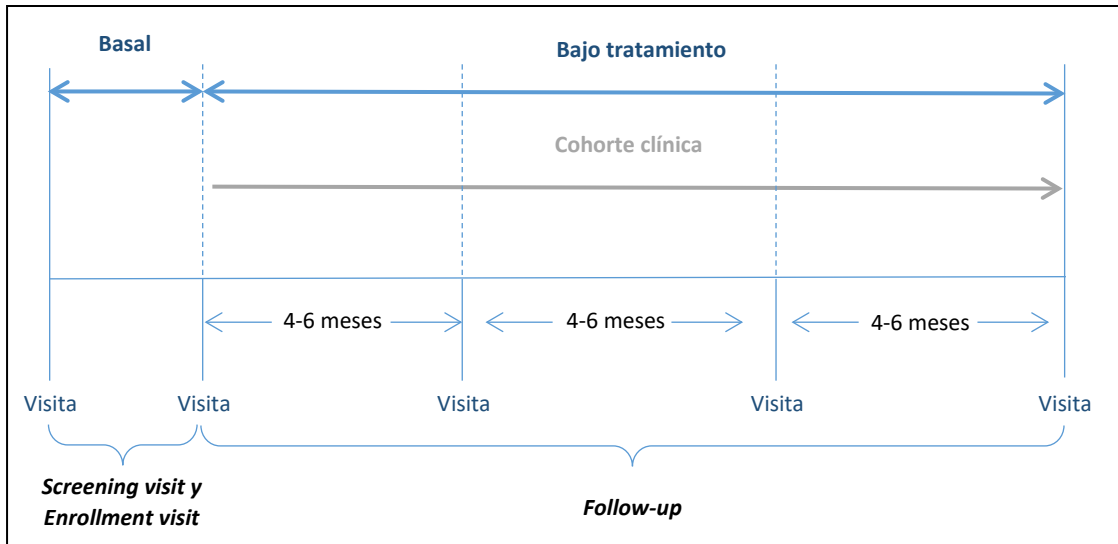 Basal
Bajo tratamiento
Cohorte clínica
4-6 meses
4-6 meses
4-6 meses
Visita
Visita
Visita
Visita
Visita
Screening visit y
Enrollment visit
Follow-up